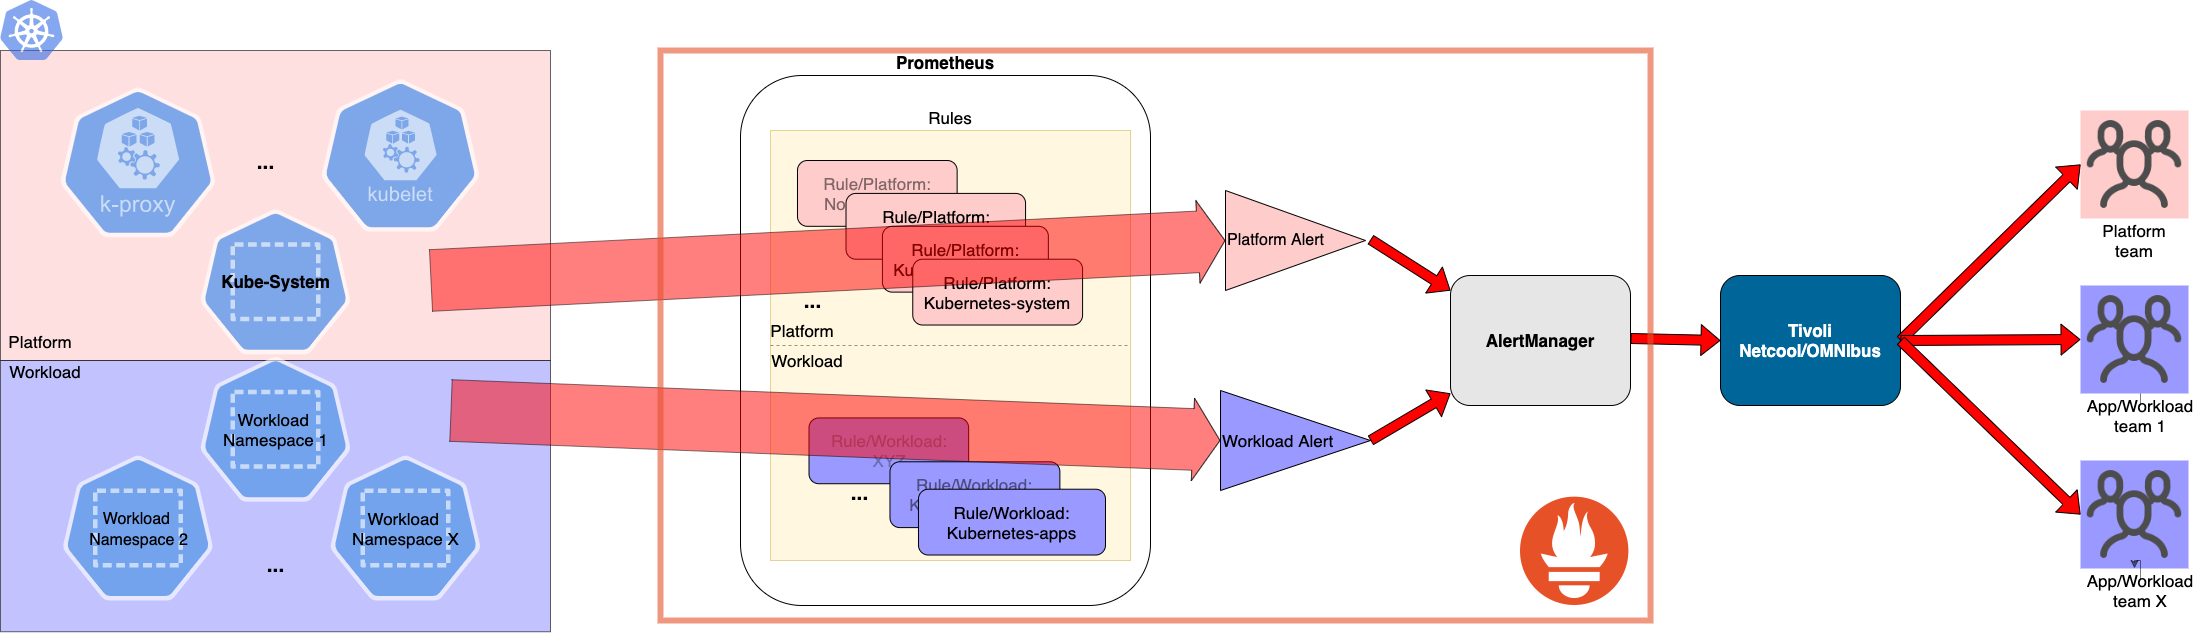 k-proxy
...
kubelet
Kube-System
Platform
Workload
Workload
Namespace 1
Workload
Namespace 2
...
Workload
Namespace X
Prometheus
Rules
Rule/Platform:
No
Rule/Platform:
Rule/Platform:
Ku
Rule/Platform:
Kubernetes-system
...
Platform
Workload
Rule/Workload:
XYZ
...
Rule/Workload:
K
Rule/Workload:
Kubernetes-apps
Platform Alert
Workload Alert
AlertManager
Tivoli
Netcool/OMNIbus
Platform
team
App/Workload
team 1
App/Workload
team X